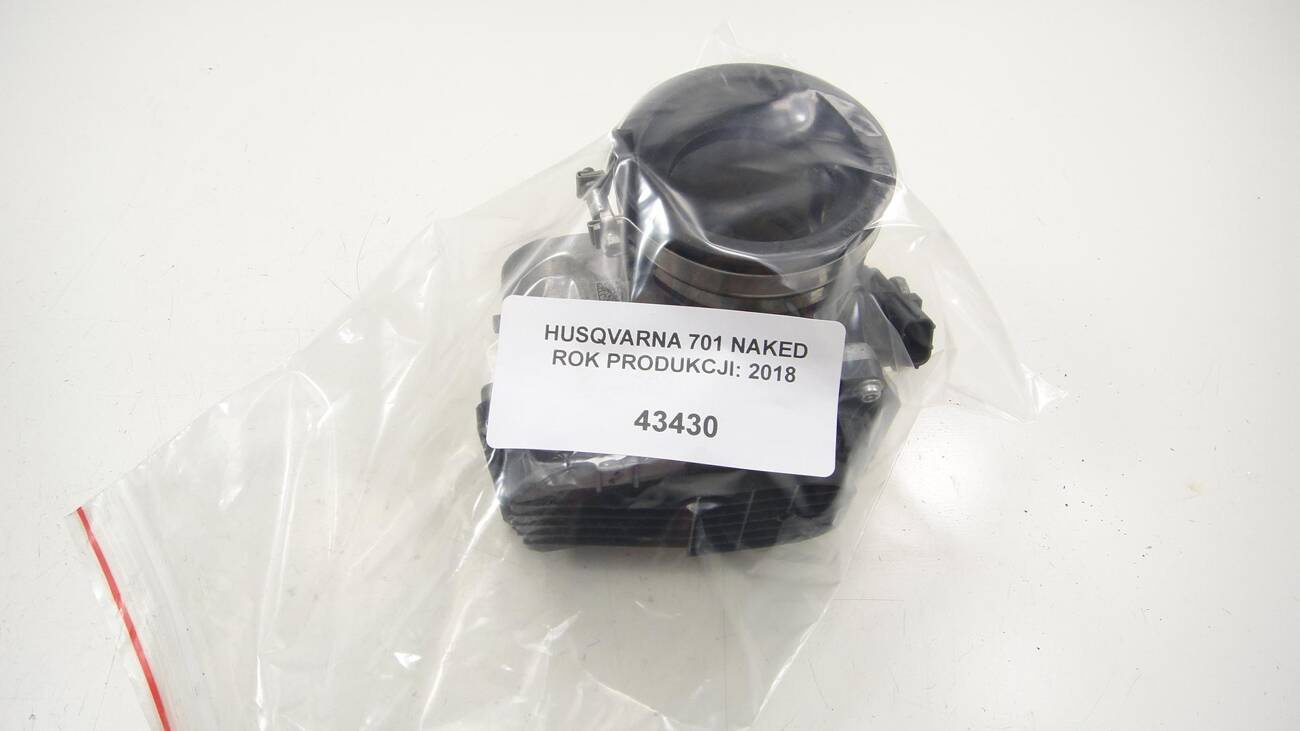 HUSQVARNA 701 NAKED
ROK PRODUKCJI: 2018
43430